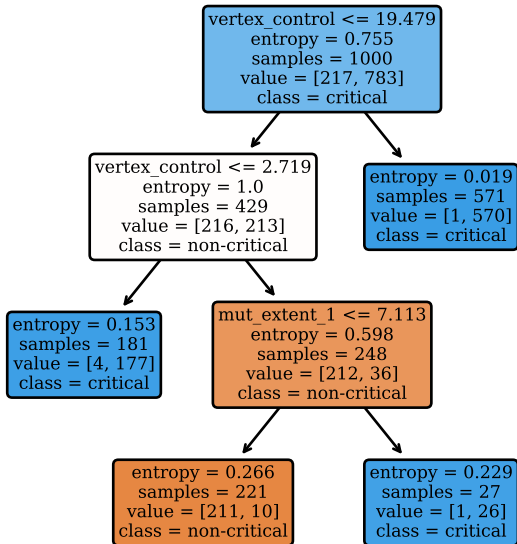 vertex_control <= 19.479
entropy = 0.755
samples = 1000
value = [217, 783]
class = critical
vertex_control <= 2.719
entropy = 1.0
samples = 429
value = [216, 213]
class = non-critical
entropy = 0.019
samples = 571
value = [1, 570]
class = critical
entropy = 0.153
samples = 181
value = [4, 177]
class = critical
mut_extent_1 <= 7.113
entropy = 0.598
samples = 248
value = [212, 36]
class = non-critical
entropy = 0.266
samples = 221
value = [211, 10]
class = non-critical
entropy = 0.229
samples = 27
value = [1, 26]
class = critical